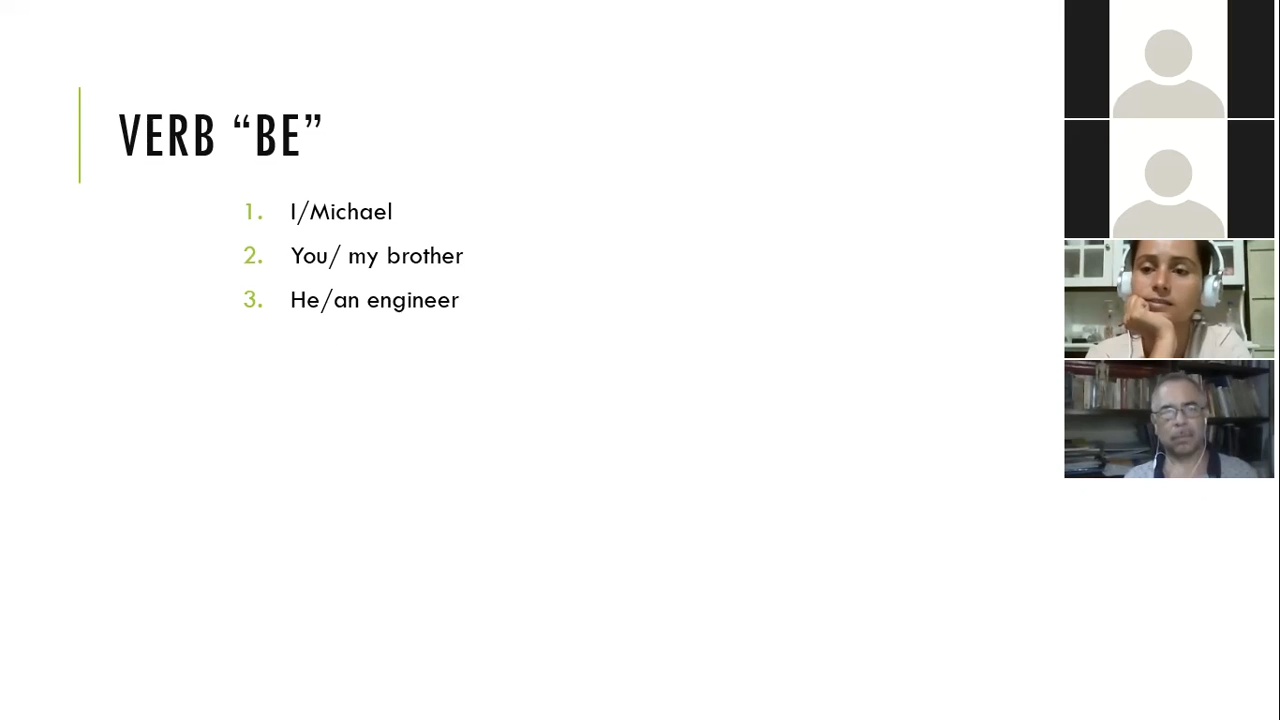 VERB “BE”
1. I/Michael
2. You/ my brother
3. He/an engineer